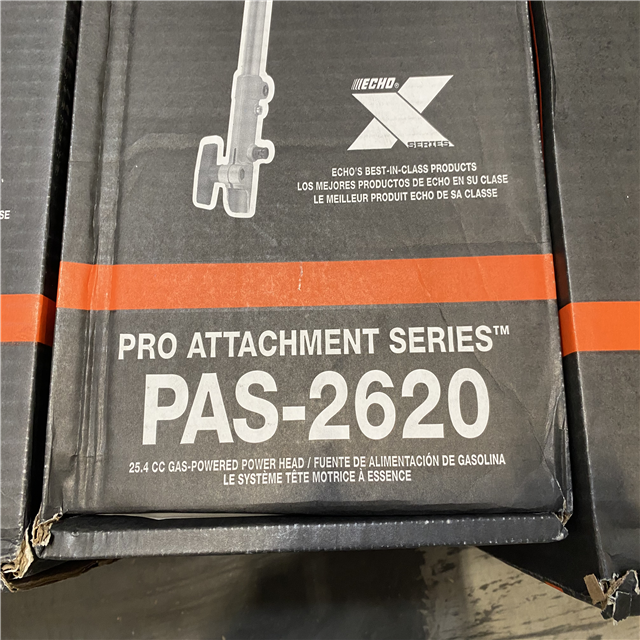 ///ECHO®
X
SERIES™
ECHO'S BEST-IN-CLASS PRODUCTS
LOS MEJORES PRODUCTOS DE ECHO EN SU CLASE
LE MEILLEUR PRODUIT ECHO DE SA CLASSE
SE
PRO ATTACHMENT SERIES™
PAS-2620
25.4 CC GAS-POWERED POWER HEAD / FUENTE DE ALIMENTACIÓN DE GASOLINA
LE SYSTÈME TÊTE MOTRICE À ESSENCE